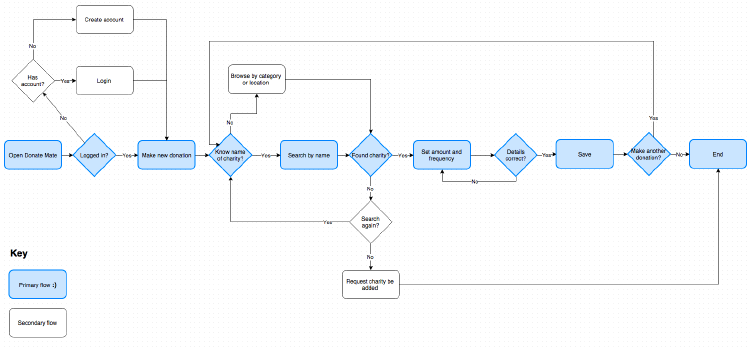 Create account
No
Has
account?
Yes
Login
No
Browse by category
or location
No
Yes
Open Donate Mate
Logged in?
Yes
Make new donation
Know name
of charity?
Yes
Search by name
Found charity?
Yes
Set amount and
frequency
Details
correct?
Yes
Save
Make another
donation?
No
End
No
No
Yes
Search
again?
No
Request charity be
added
Key
Primary flow :)
Secondary flow